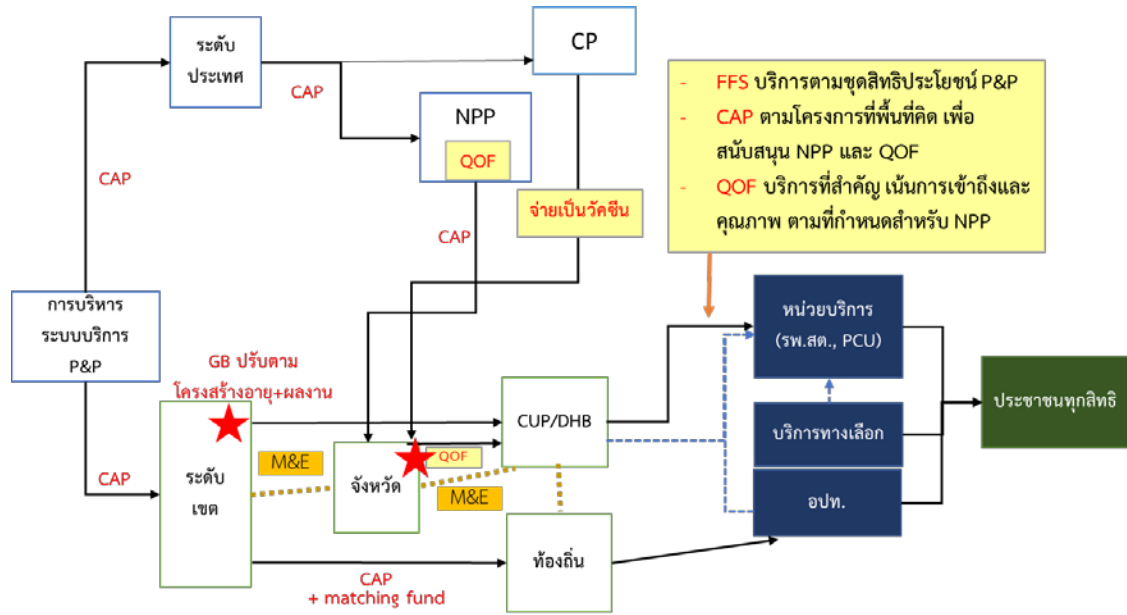 ระดับ
ประเทศ
CP
CAP
NPP
QOF
- FFS บริการตามชุดสิทธิประโยชน์ P&P
- CAP ตามโครงการที่พื้นที่คิด เพื่อ
สนับสนุน NPP และ QOF
- QOF บริการที่สำคัญ เน้นการเข้าถึงและ
คุณภาพ ตามที่กำหนดสำหรับ NPP
CAP
จ่ายเป็นวัคซีน
CAP
การบริหาร
ระบบบริการ
P&P
หน่วยบริการ
(รพ.สต., PCU)
GB ปรับตาม
โครงสร้างอายุ+ผลงาน
CUP/DHB
บริการทางเลือก
ประชาชนทุกสิทธิ
QOF
M&E
ระดับ
เขต
CAP
จังหวัด
M&E
อปท.
ท้องถิ่น
CAP
+ matching fund